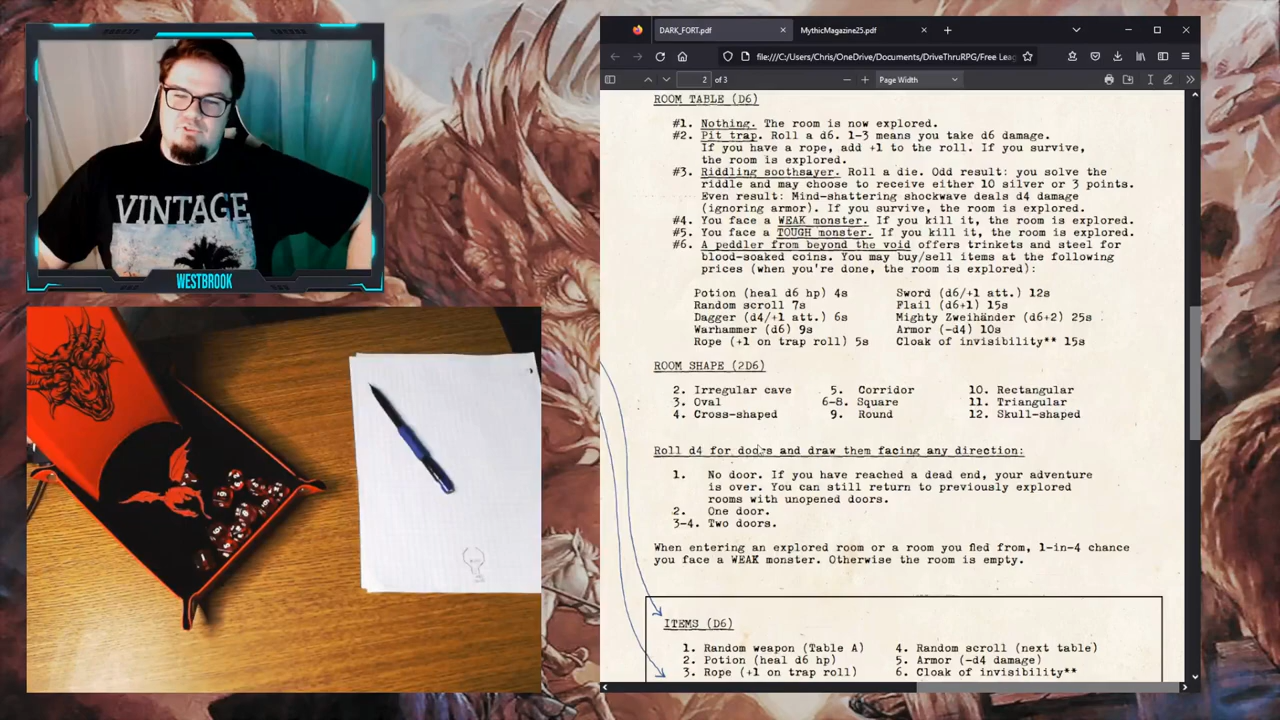 VINTAGE
WESTBROOK
DARK_FORT.pdf
MythicMagazine25.pdf
file:///C:/Users/Chris/OneDrive/Documents/DriveThruRPG/Free Leag
2 of 3
Page Width
ROOM TABLE (D6)
#1. Nothing. The room is now explored.
#2. Pit trap. Roll a d6. 1-3 means you take d6 damage.
If you have a rope, add +1 to the roll. If you survive,
the room is explored.
#3. Riddling soothsayer. Roll a die. Odd result: you solve the
riddle and may choose to receive either 10 silver or 3 points.
Even result: Mind-shattering shockwave deals d4 damage
(ignoring armor). If you survive, the room is explored.
#4. You face a WEAK monster. If you kill it, the room is explored.
#5. You face a TOUGH monster. If you kill it, the room is explored.
#6. A peddler from beyond the void offers trinkets and steel for
blood-soaked coins. You may buy/sell items at the following
prices (when you're done, the room is explored):
Potion (heal d6 hp) 4s
Random scroll 7s
Dagger (d4/+1 att.) 6s
Warhammer (d6) 9s
Rope (+1 on trap roll) 5s
Sword (d6/+1 att.) 12s
Flail (d6+1) 15s
Mighty Zweihänder (d6+2) 25s
Armor (-d4) 10s
Cloak of invisibility** 15s
ROOM SHAPE (2D6)
2. Irregular cave
3. Oval
4. Cross-shaped
5. Corridor
6-8. Square
9. Round
10. Rectangular
11. Triangular
12. Skull-shaped
Roll d4 for doors and draw them facing any direction:
1. No door. If you have reached a dead end, your adventure
is over. You can still return to previously explored
rooms with unopened doors.
2. One door.
3-4. Two doors.
When entering an explored room or a room you fled from, 1-in-4 chance
you face a WEAK monster. Otherwise the room is empty.
ITEMS (D6)
1. Random weapon (Table A)
2. Potion (heal d6 hp)
3. Rope (+1 on trap roll)
4. Random scroll (next table)
5. Armor (-d4 damage)
6. Cloak of invisibility**